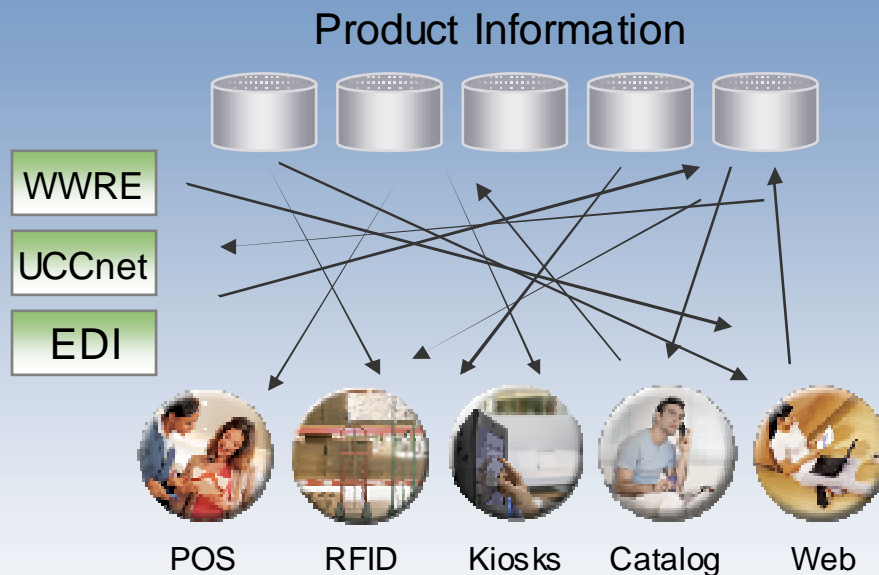 Product Information
WWRE
UCCnet
EDI
POS
RFID
Kiosks
Catalog
Web